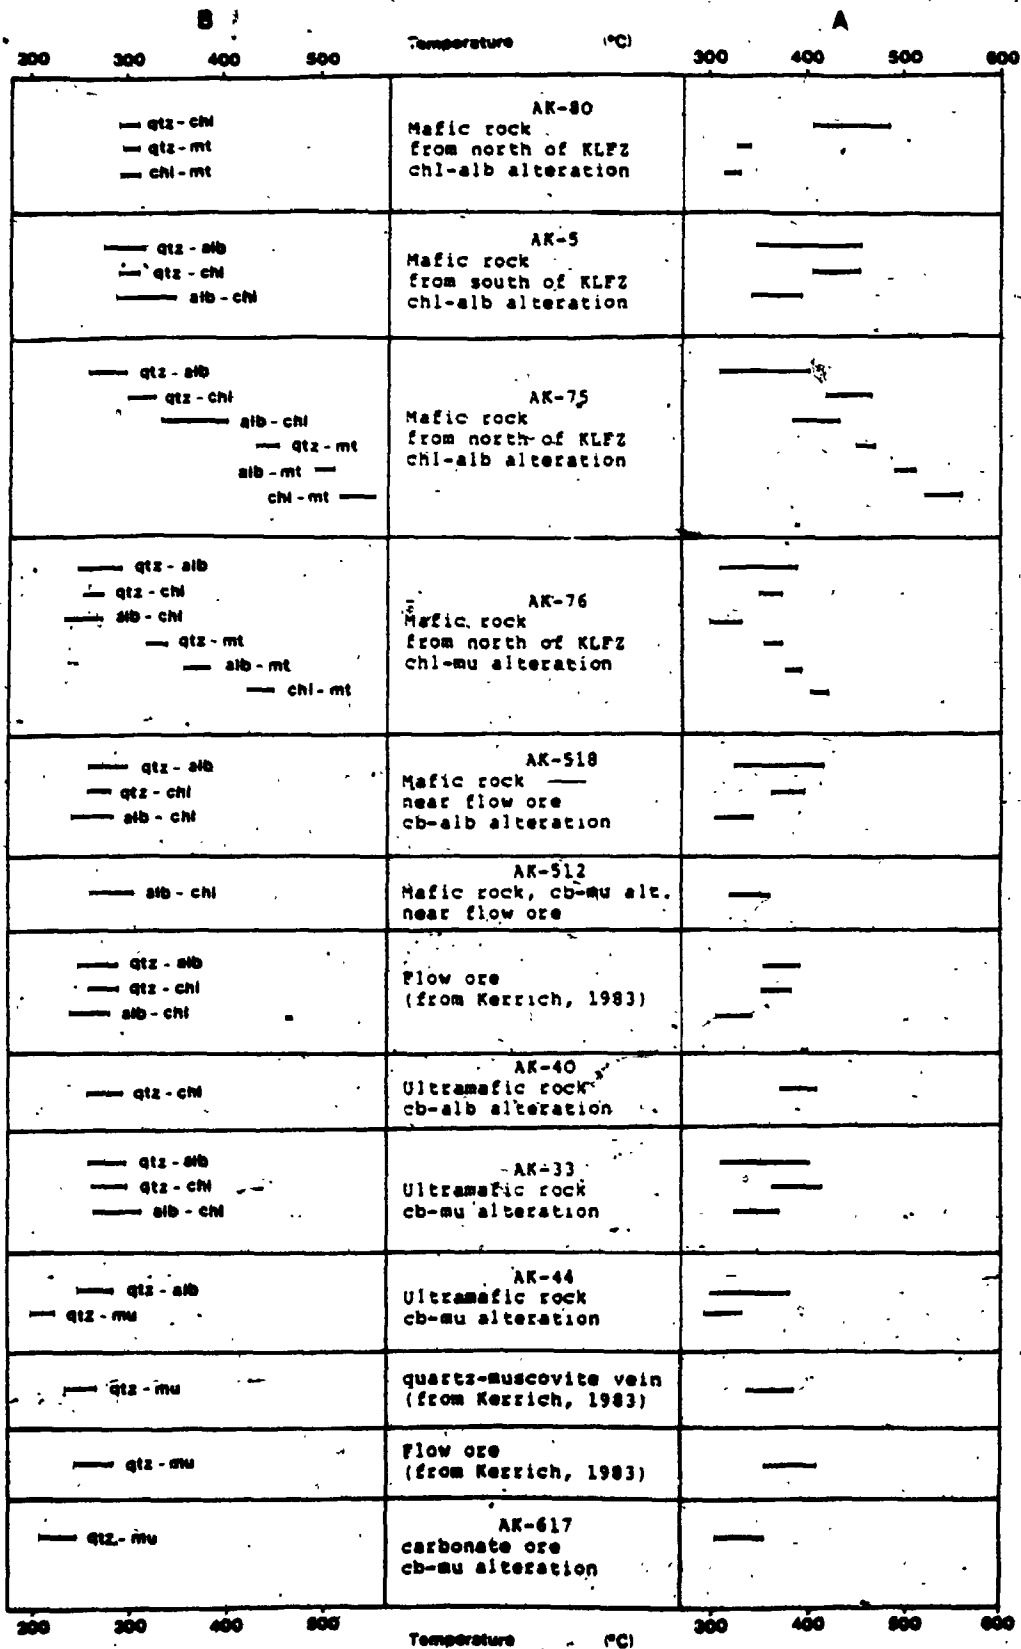 B
A
Temperature (°C)
200 300 400 500
300 400 500 600
AK-80
Mafic rock
from north of KLFZ
chl-alb alteration
qtz - chl
qtz - mt
chl - mt
AK-5
Mafic rock
from south of KLFZ
chl-alb alteration
qtz - alb
qtz - chl
alb - chl
AK-75
Mafic rock
from north of KLFZ
chl-alb alteration
qtz - alb
qtz - chl
alb - chl
qtz - mt
alb - mt
chl - mt
AK-76
Mafic rock
from north of KLFZ
chl-mu alteration
qtz - alb
qtz - chl
alb - chl
qtz - mt
alb - mt
chl - mt
AK-518
Mafic rock
near flow ore
cb-alb alteration
qtz - alb
qtz - chl
alb - chl
AK-512
Mafic rock, cb-mu alt.
near flow ore
alb - chl
Flow ore
(from Kerrich, 1983)
qtz - alb
qtz - chl
alb - chl
AK-40
Ultramafic rock
cb-alb alteration
qtz - chl
AK-33
Ultramafic rock
cb-mu alteration
qtz - alb
qtz - chl
alb - chl
AK-44
Ultramafic rock
cb-mu alteration
qtz - alb
qtz - mu
quartz-muscovite vein
(from Kerrich, 1983)
qtz - mu
Flow ore
(from Kerrich, 1983)
qtz - mu
AK-617
carbonate ore
cb-mu alteration
qtz - mu
200 300 400 500
300 400 500 600
Temperature (°C)